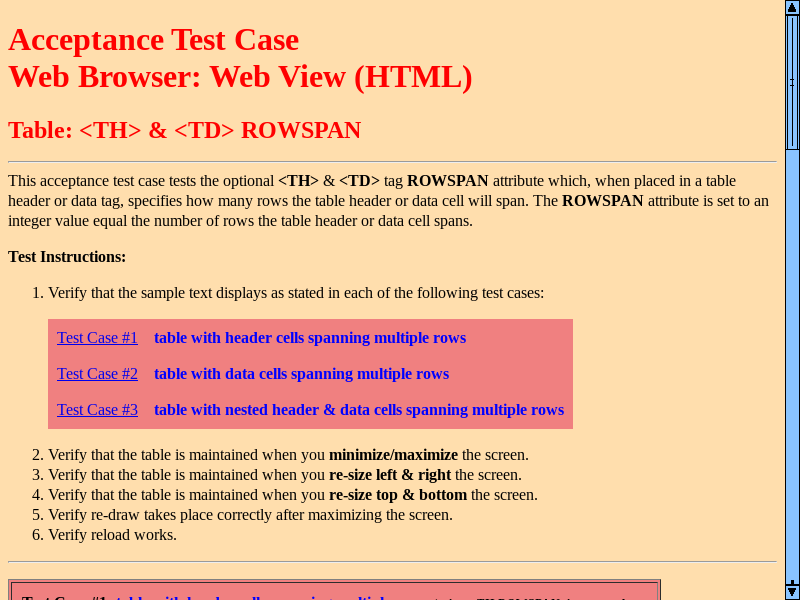 Acceptance Test Case
Web Browser: Web View (HTML)
Table: <TH> & <TD> ROWSPAN
This acceptance test case tests the optional <TH> & <TD> tag ROWSPAN attribute which, when placed in a table
header or data tag, specifies how many rows the table header or data cell will span. The ROWSPAN attribute is set to an
integer value equal the number of rows the table header or data cell spans.
Test Instructions:
1. Verify that the sample text displays as stated in each of the following test cases:
Test Case #1 table with header cells spanning multiple rows
Test Case #2 table with data cells spanning multiple rows
Test Case #3 table with nested header & data cells spanning multiple rows
2. Verify that the table is maintained when you minimize/maximize the screen.
3. Verify that the table is maintained when you re-size left & right the screen.
4. Verify that the table is maintained when you re-size top & bottom the screen.
5. Verify re-draw takes place correctly after maximizing the screen.
6. Verify reload works.